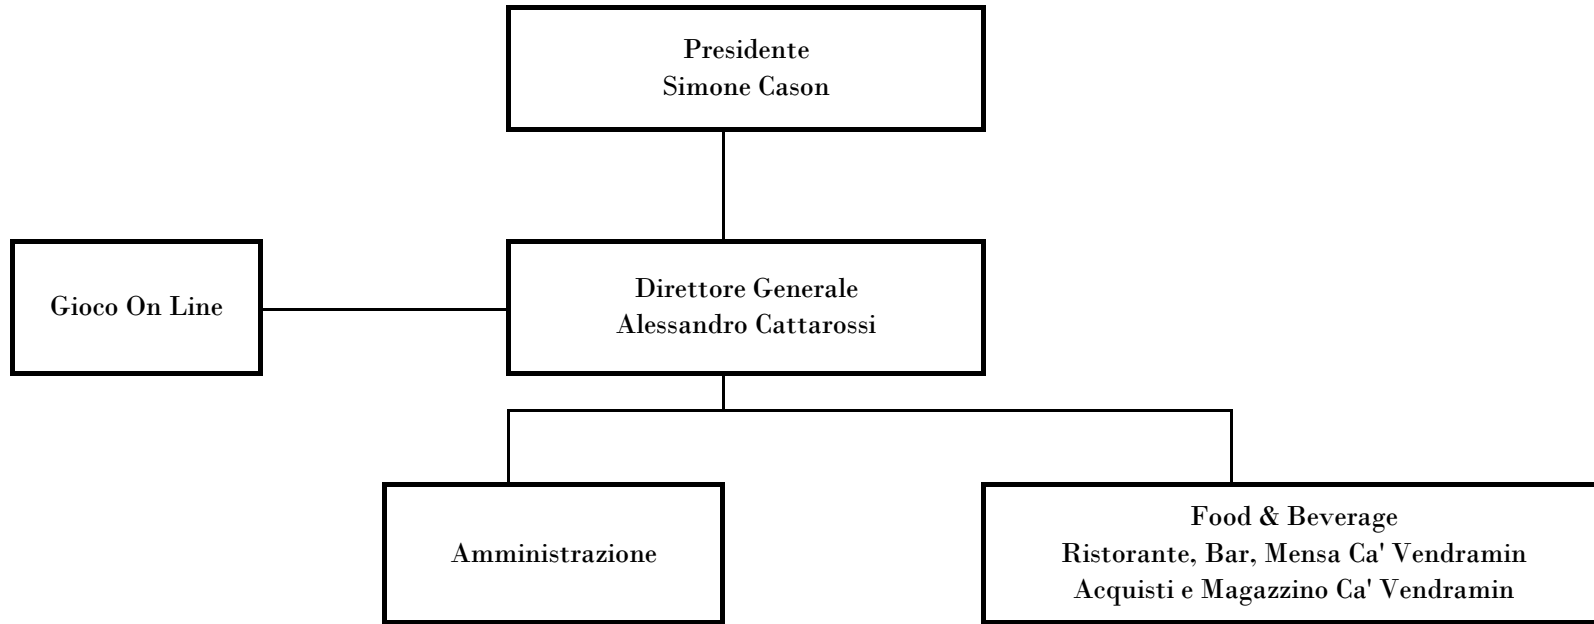 Presidente
Simone Cason
Gioco On Line
Direttore Generale
Alessandro Cattarossi
Amministrazione
Food & Beverage
Ristorante, Bar, Mensa Ca' Vendramin
Acquisti e Magazzino Ca' Vendramin